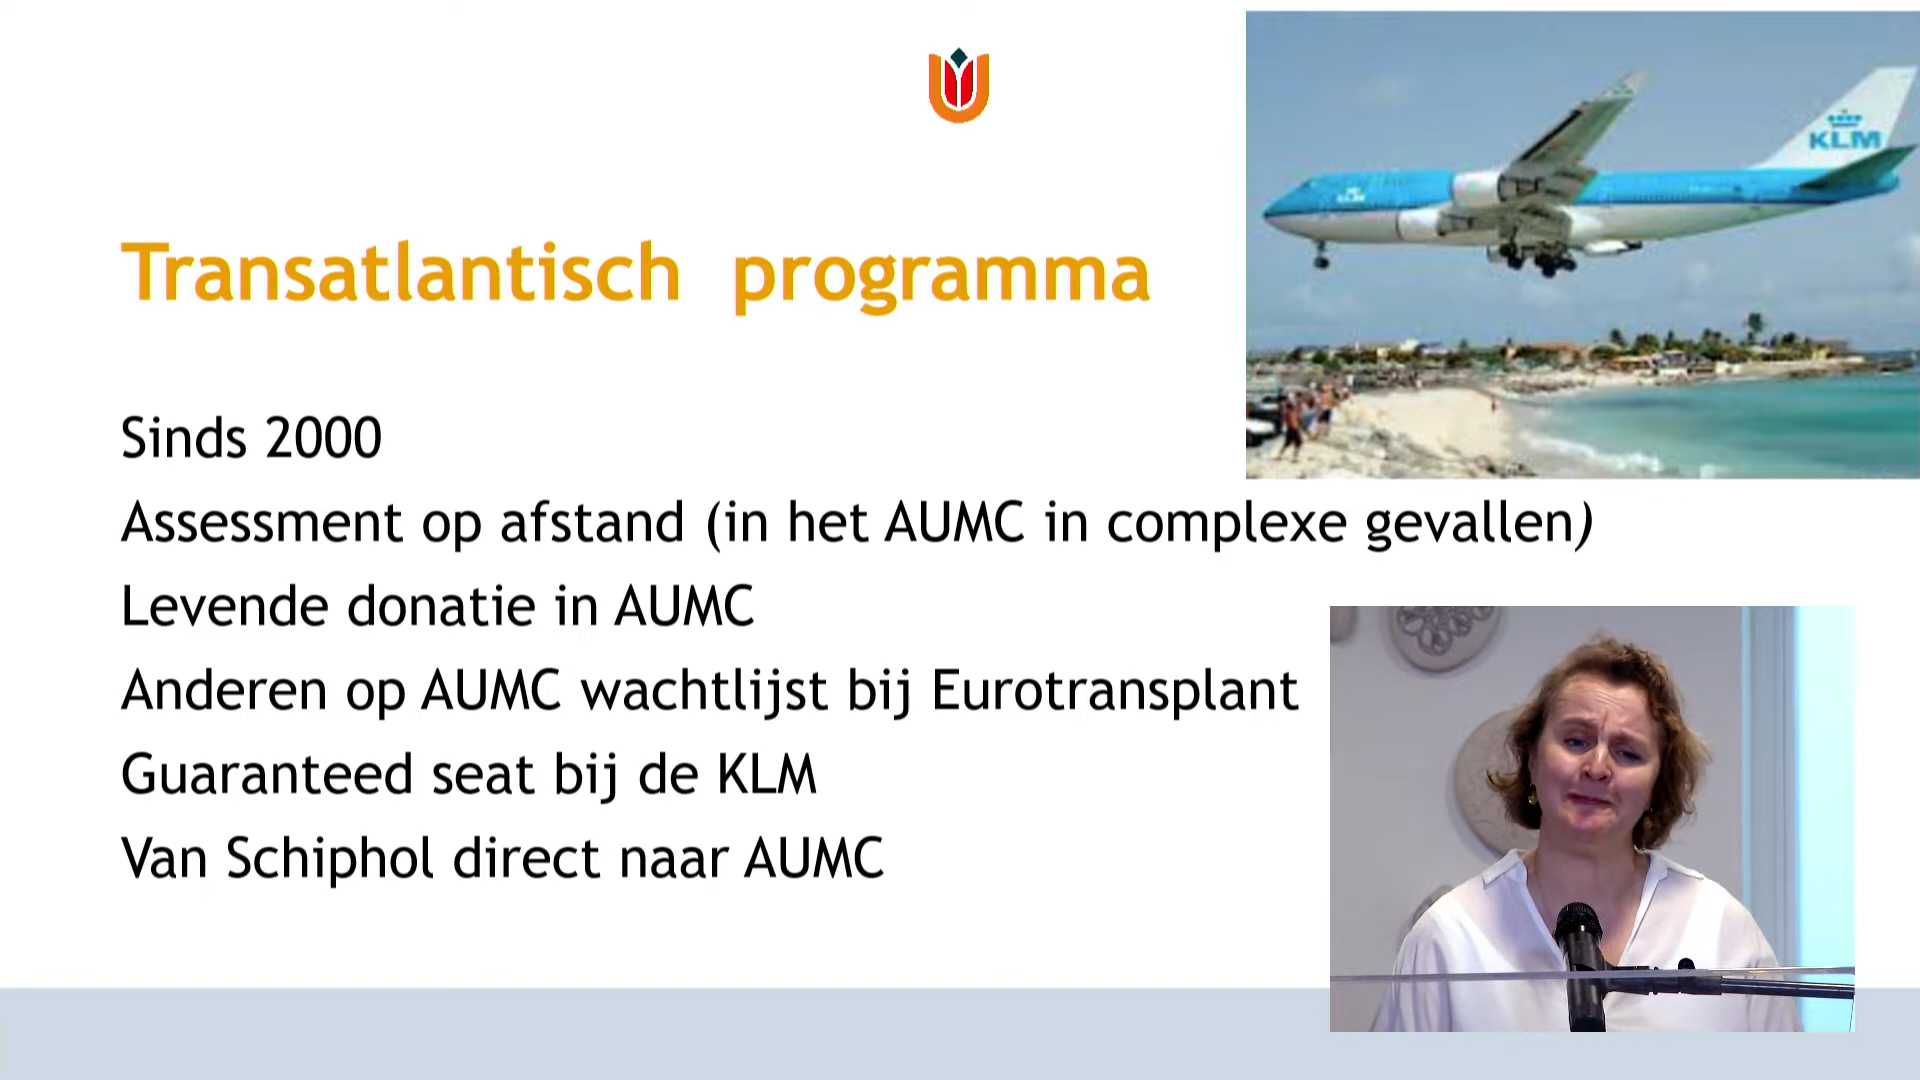 KLM
KLM
Transatlantisch programma
Sinds 2000
Assessment op afstand (in het AUMC in complexe gevallen)
Levende donatie in AUMC
Anderen op AUMC wachtlijst bij Eurotransplant
Guaranteed seat bij de KLM
Van Schiphol direct naar AUMC